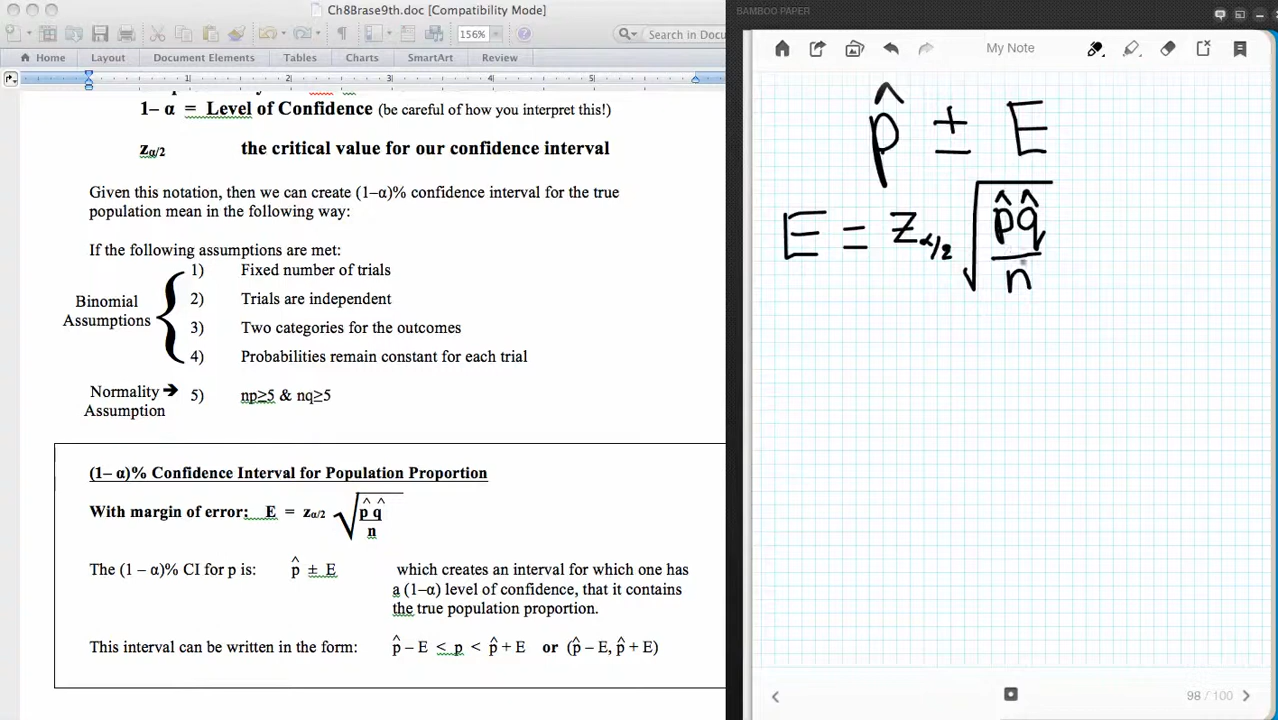 Ch8Brase9th.doc [Compatibility Mode]
156%
Search in Docu
Home Layout Document Elements Tables Charts SmartArt Review
1 2 3 4 5
1– α = Level of Confidence (be careful of how you interpret this!)
zα/2 the critical value for our confidence interval
Given this notation, then we can create (1–α)% confidence interval for the true
population mean in the following way:
If the following assumptions are met:
Binomial
Assumptions
1) Fixed number of trials
2) Trials are independent
3) Two categories for the outcomes
4) Probabilities remain constant for each trial
Normality ➔
Assumption
5) np≥5 & nq≥5
(1– α)% Confidence Interval for Population Proportion
With margin of error: E = zα/2 √(p̂ q̂ / n)
The (1 – α)% CI for p is: p̂ ± E which creates an interval for which one has
a (1–α) level of confidence, that it contains
the true population proportion.
This interval can be written in the form: p̂ – E < p < p̂ + E or (p̂ – E, p̂ + E)
BAMBOO PAPER
My Note
p̂ ± E
E = zα/2 √(p̂q̂ / n)
98 / 100